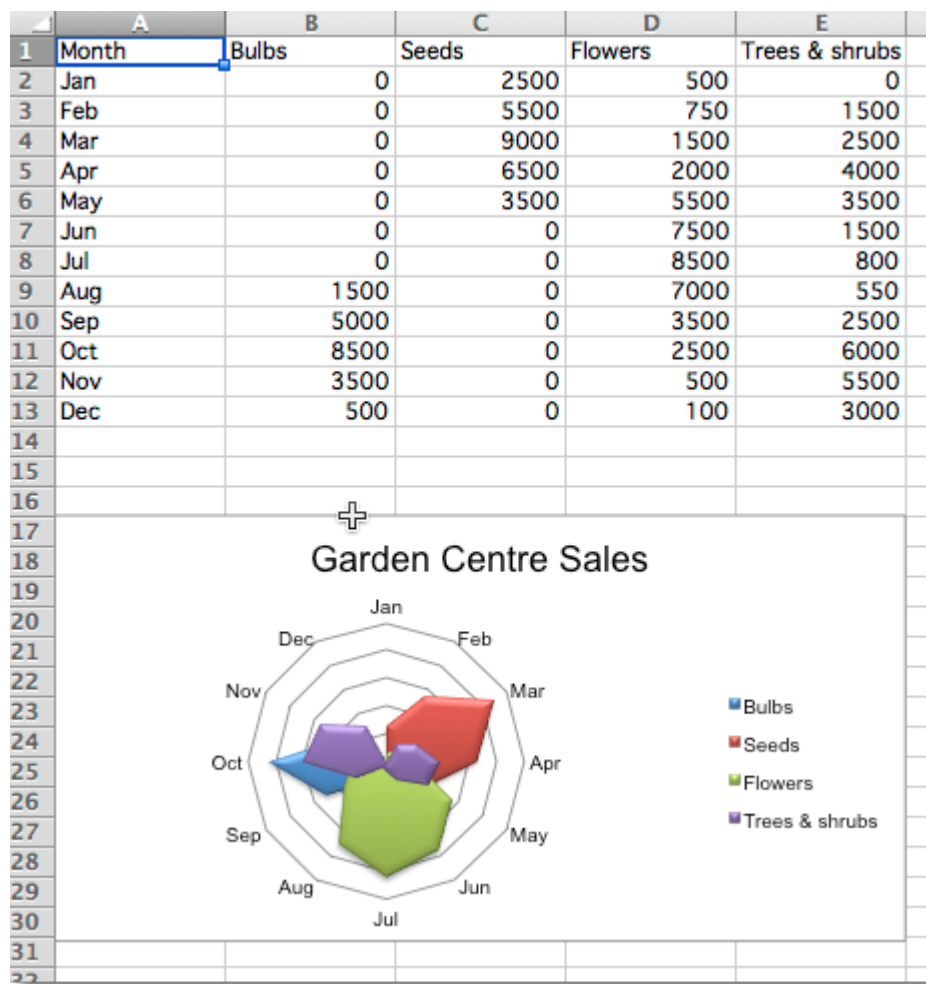 A B C D E
1 Month Bulbs Seeds Flowers Trees & shrubs
2 Jan 0 2500 500 0
3 Feb 0 5500 750 1500
4 Mar 0 9000 1500 2500
5 Apr 0 6500 2000 4000
6 May 0 3500 5500 3500
7 Jun 0 0 7500 1500
8 Jul 0 0 8500 800
9 Aug 1500 0 7000 550
10 Sep 5000 0 3500 2500
11 Oct 8500 0 2500 6000
12 Nov 3500 0 500 5500
13 Dec 500 0 100 3000
14
15
16
17
18
19
20
21
22
23
24
25
26
27
28
29
30
31
32
Garden Centre Sales
Jan
Dec Feb
Nov Mar
Oct Apr
Sep May
Aug Jun
Jul
Bulbs
Seeds
Flowers
Trees & shrubs